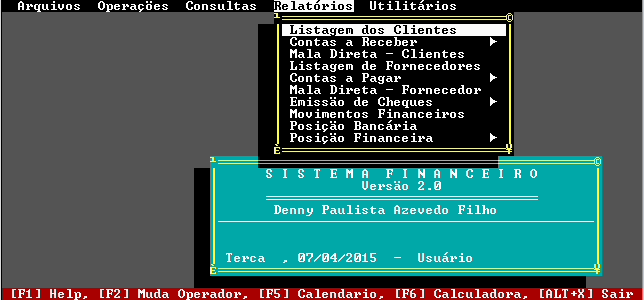 Arquivos Operações Consultas Relatórios Utilitários
Listagem dos Clientes
Contas a Receber
Mala Direta - Clientes
Listagem de Fornecedores
Contas a Pagar
Mala Direta - Fornecedor
Emissäo de Cheques
Movimentos Financeiros
Posição Bancária
Posição Financeira
S I S T E M A F I N A N C E I R O
Versäo 2.0
Denny Paulista Azevedo Filho
Terca , 07/04/2015 - Usuário
[F1] Help, [F2] Muda Operador, [F5] Calendario, [F6] Calculadora, [ALT+X] Sair